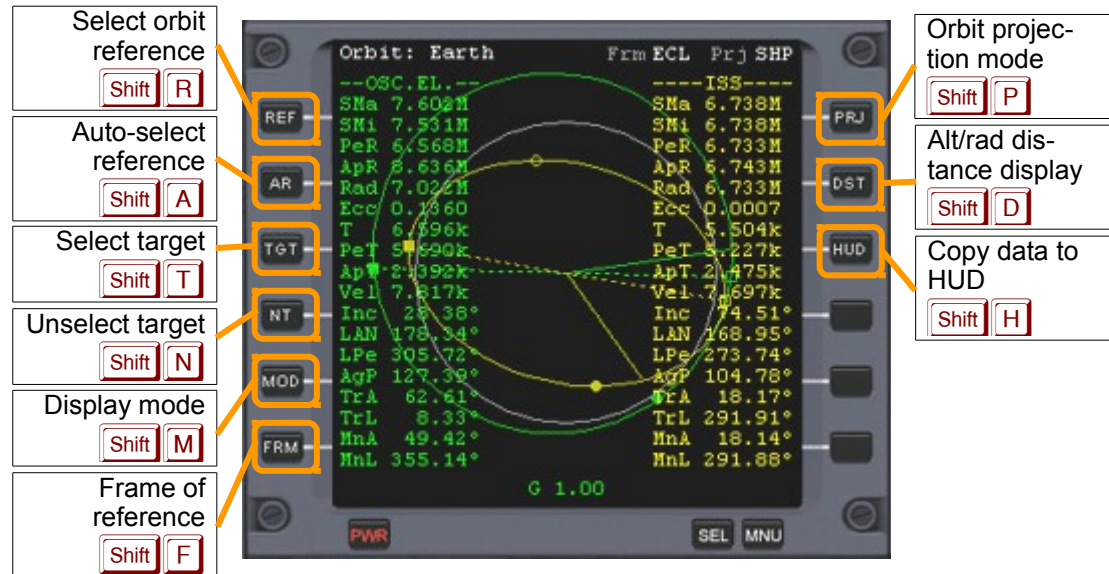 Select orbit
reference
Shift R
Auto-select
reference
Shift A
Select target
Shift T
Unselect target
Shift N
Display mode
Shift M
Frame of
reference
Shift F
REF
AR
TGT
NT
MOD
FRM
Orbit: Earth Frm ECL Prj SHP
--OSC.EL.--
SMa 7.602M
SMi 7.531M
PeR 6.568M
ApR 8.636M
Rad 7.022M
Ecc 0.1360
T 6.596k
PeT 5.690k
ApT 2.392k
Vel 7.817k
Inc 28.38°
LAN 178.34°
LPe 305.72°
AgP 127.39°
TrA 62.61°
TrL 8.33°
MnA 49.42°
MnL 355.14°
----ISS----
SMa 6.738M
SMi 6.738M
PeR 6.733M
ApR 6.743M
Rad 6.733M
Ecc 0.0007
T 5.504k
PeT 5.227k
ApT 2.475k
Vel 7.697k
Inc 74.51°
LAN 168.95°
LPe 273.74°
AgP 104.78°
TrA 18.17°
TrL 291.91°
MnA 18.14°
MnL 291.88°
G 1.00
PWR
SEL MNU
PRJ
DST
HUD
Orbit projec-
tion mode
Shift P
Alt/rad dis-
tance display
Shift D
Copy data to
HUD
Shift H